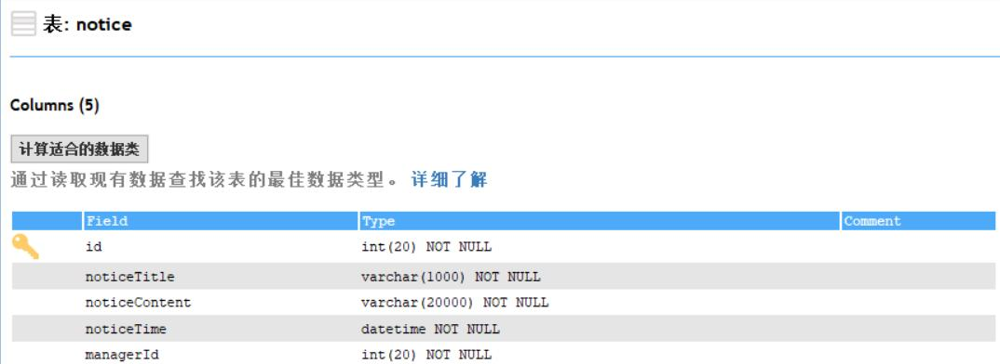 表: notice
Columns (5)
计算适合的数据类
通过读取现有数据查找该表的最佳数据类型。 详细了解
Field Type Comment
id int(20) NOT NULL
noticeTitle varchar(1000) NOT NULL
noticeContent varchar(20000) NOT NULL
noticeTime datetime NOT NULL
managerId int(20) NOT NULL